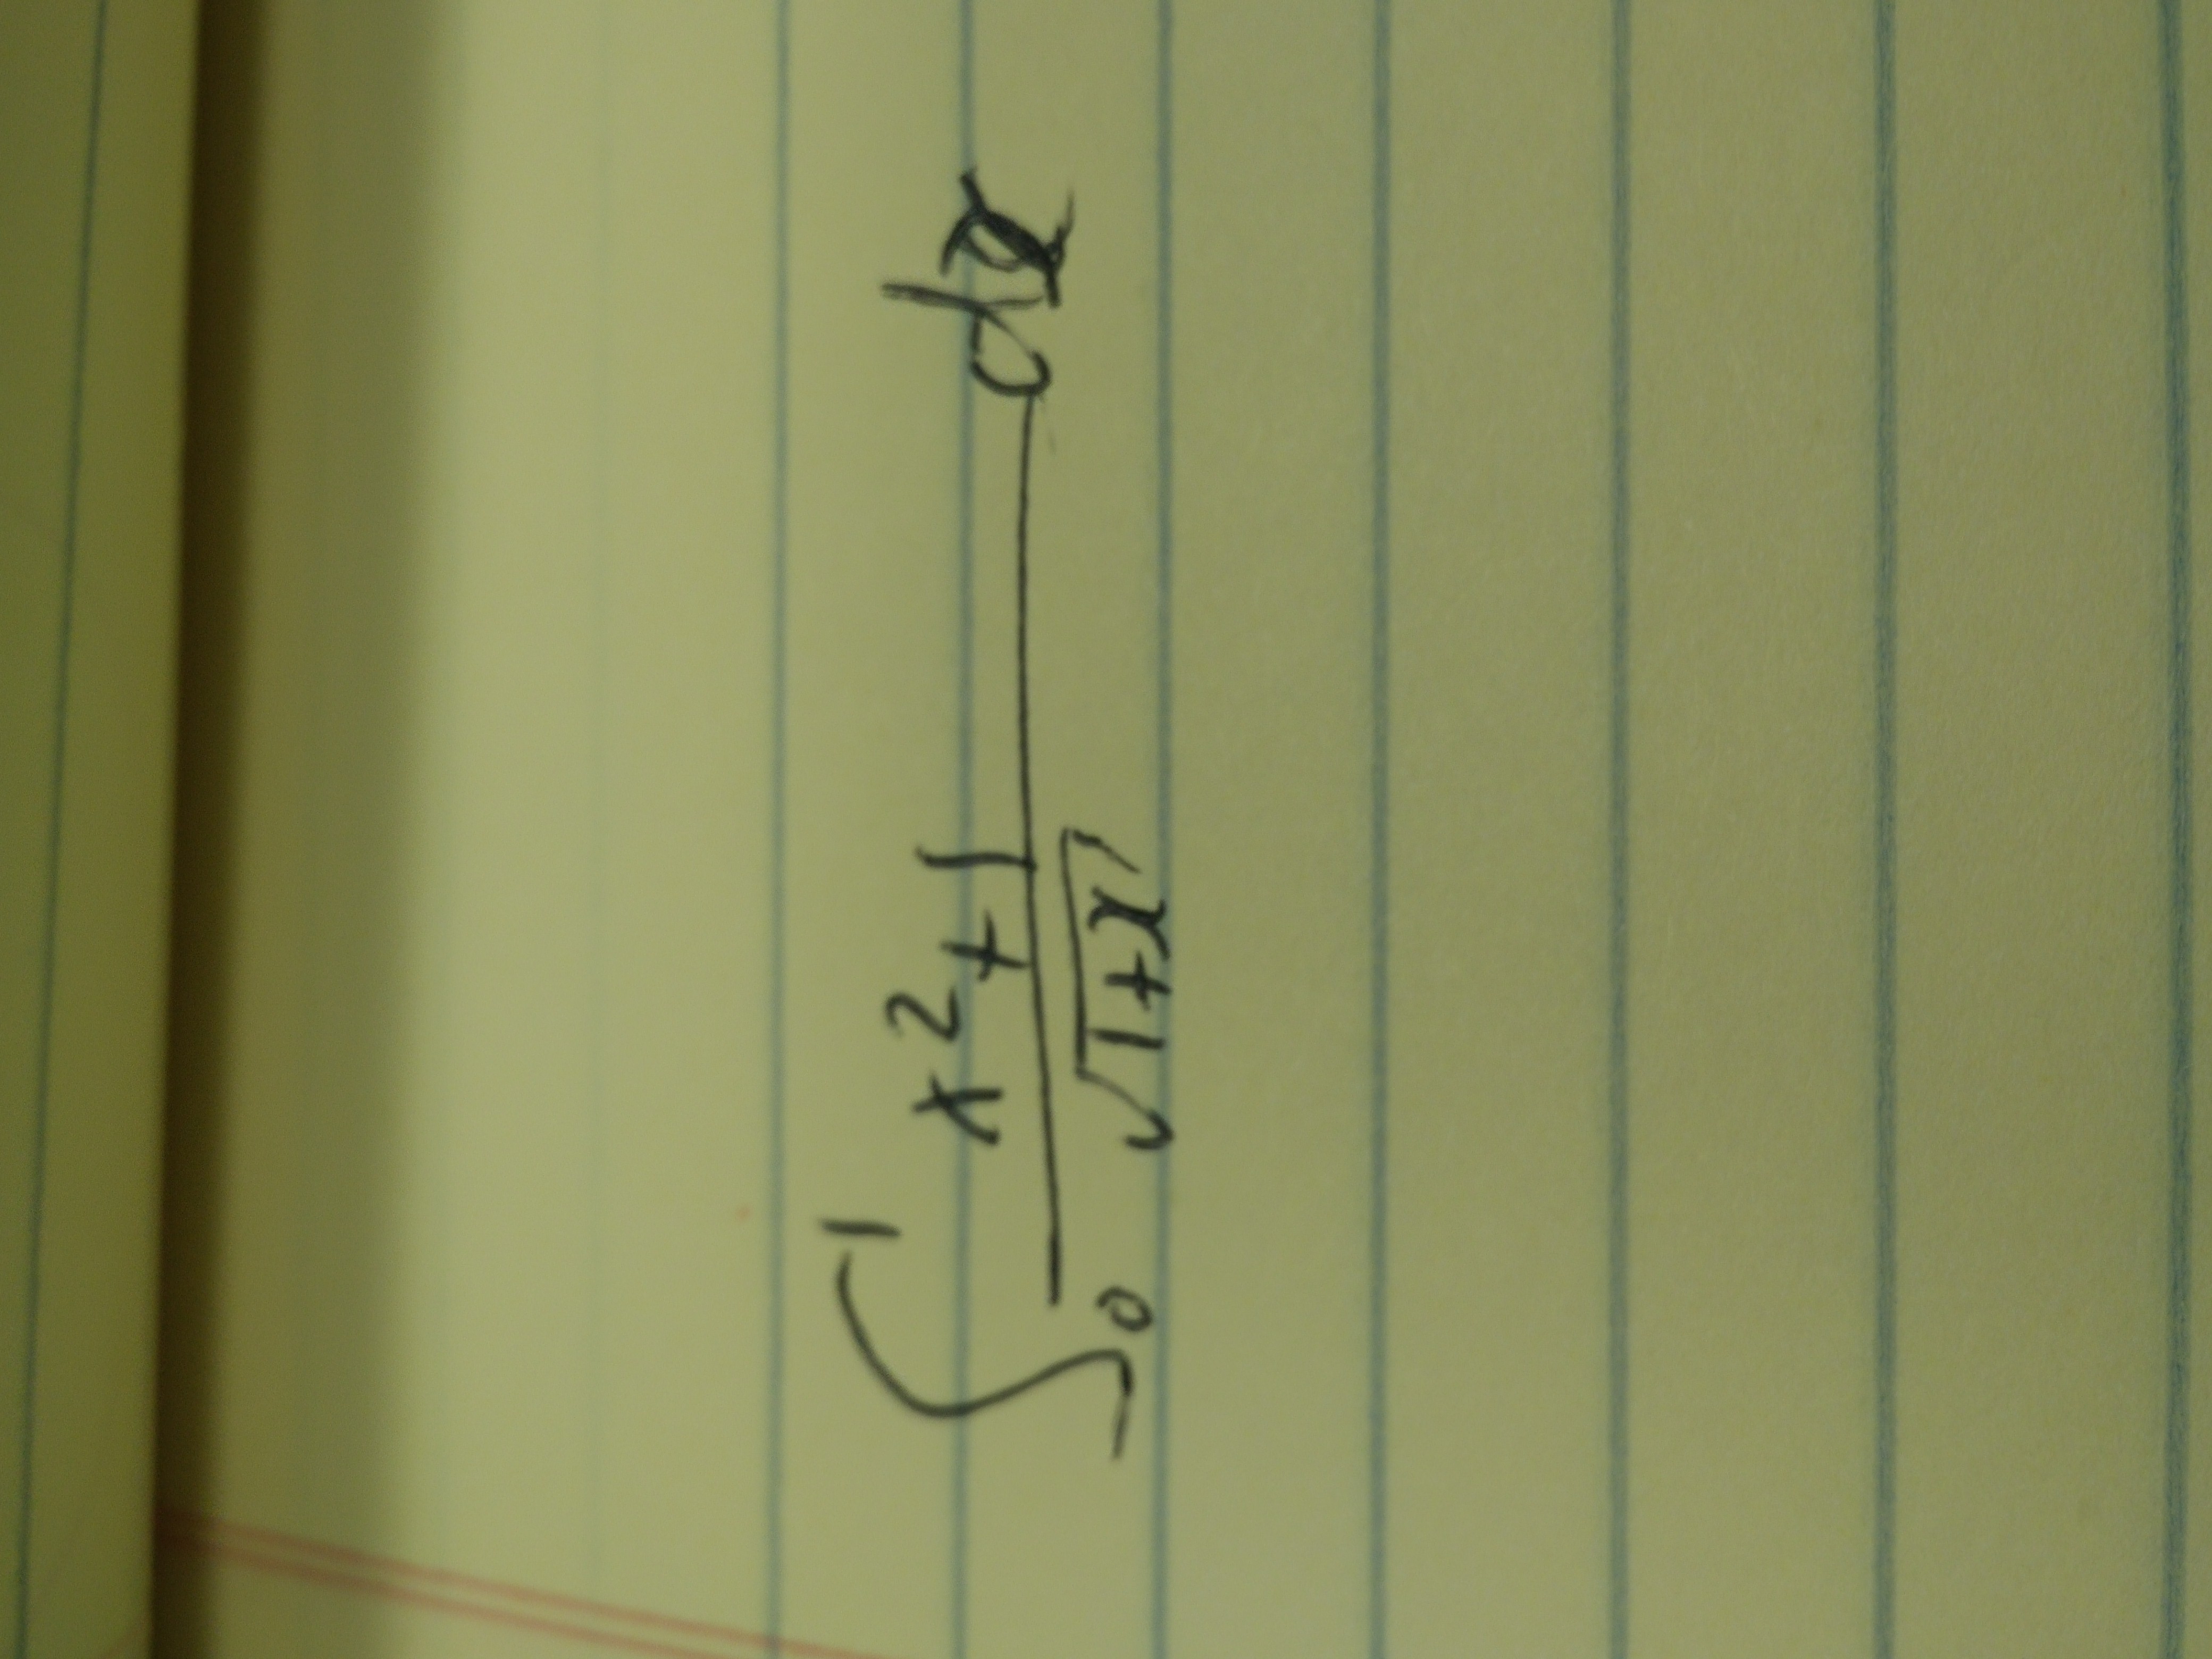 ∫₀¹ (x²+1)/√(1+x) dx